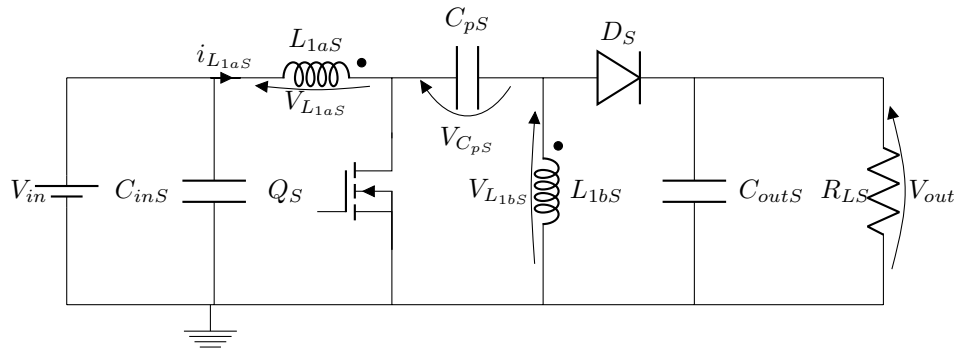 C_{pS}
L_{1aS}
D_S
i_{L_{1aS}}
V_{L_{1aS}}
V_{C_{pS}}
V_{in}
C_{inS}
Q_S
V_{L_{1bS}}
L_{1bS}
C_{outS}
R_{LS}
V_{out}